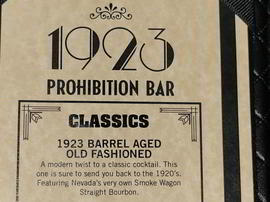 1923
PROHIBITION BAR
CLASSICS
1923 BARREL AGED
OLD FASHIONED
A modern twist to a classic cocktail. This
one is sure to send you back to the 1920's.
Featuring Nevada's very own Smoke Wagon
Straight Bourbon.